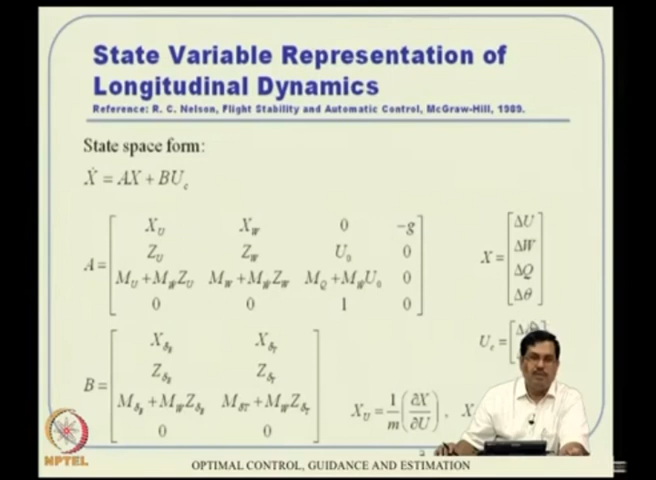 State Variable Representation of
Longitudinal Dynamics
Reference: R. C. Nelson, Flight Stability and Automatic Control, McGraw-Hill, 1989.
State space form:
Ẋ = AX + BU_c
A = [ X_U X_W 0 −g
Z_U Z_W U_0 0
M_U + M_Ẇ Z_U M_W + M_Ẇ Z_W M_Q + M_Ẇ U_0 0
0 0 1 0 ]
X = [ ΔU
ΔW
ΔQ
Δθ ]
B = [ X_δE X_δT
Z_δE Z_δT
M_δE + M_Ẇ Z_δE M_δT + M_Ẇ Z_δT
0 0 ]
U_c = [
X_U = 1/m (∂X/∂U) ,
NPTEL
OPTIMAL CONTROL, GUIDANCE AND ESTIMATION